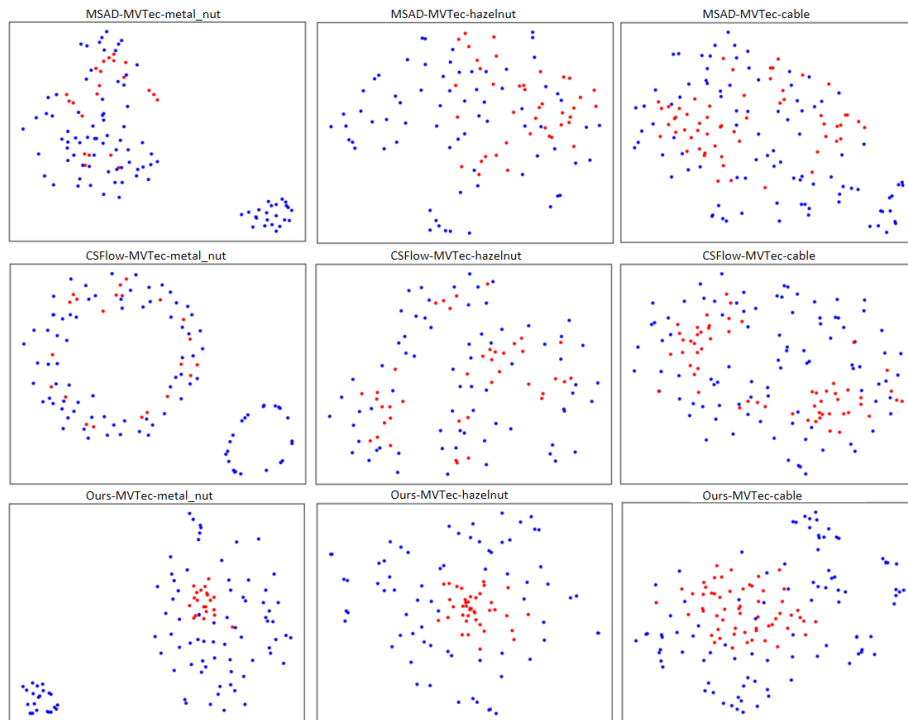 MSAD-MVTec-metal_nut
MSAD-MVTec-hazelnut
MSAD-MVTec-cable
CSFlow-MVTec-metal_nut
CSFlow-MVTec-hazelnut
CSFlow-MVTec-cable
Ours-MVTec-metal_nut
Ours-MVTec-hazelnut
Ours-MVTec-cable